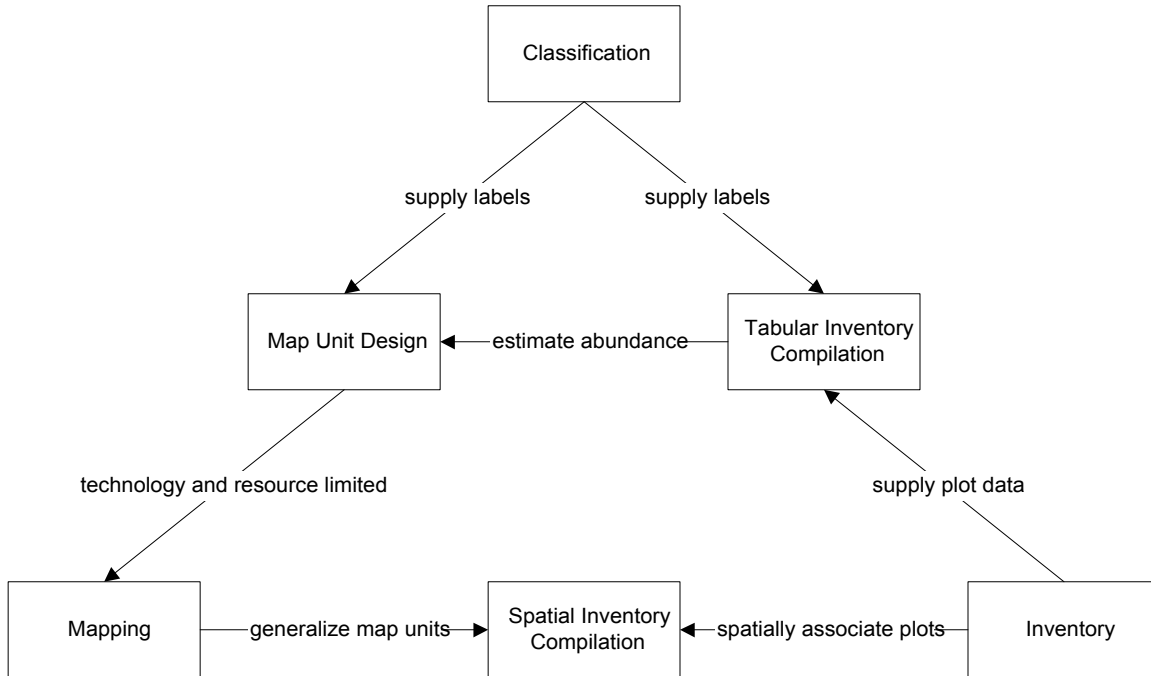 Classification
supply labels
supply labels
Map Unit Design
estimate abundance
Tabular Inventory
Compilation
technology and resource limited
supply plot data
Mapping
generalize map units
Spatial Inventory
Compilation
spatially associate plots
Inventory